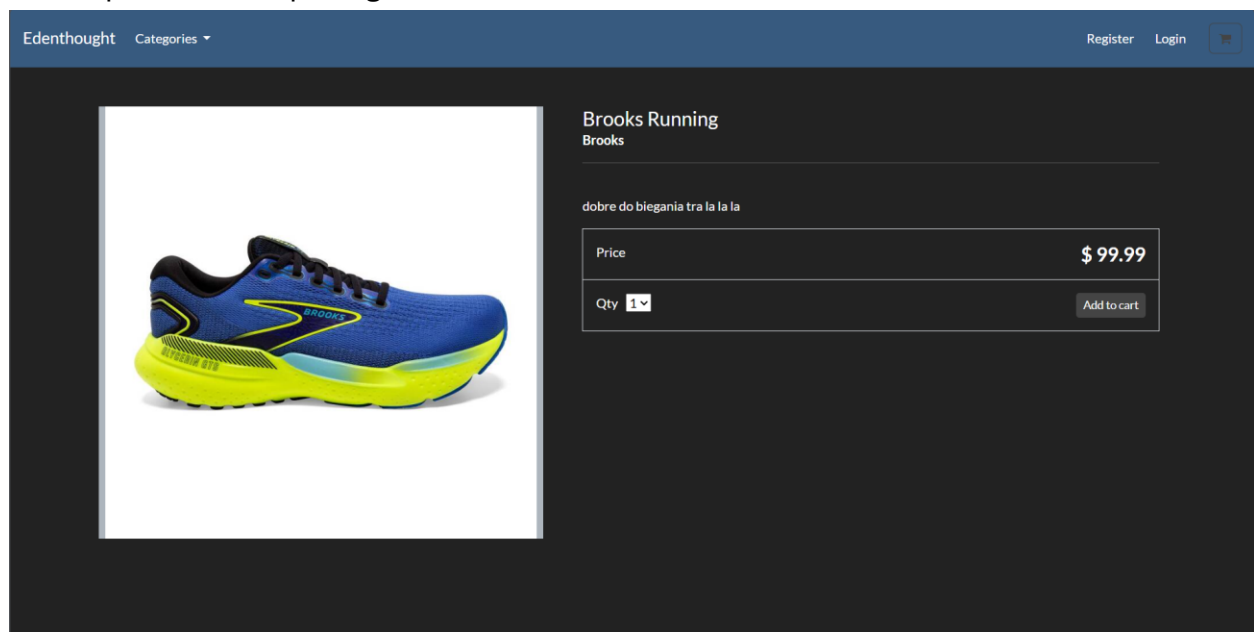 Edenthought Categories Register Login
Brooks Running
Brooks
dobre do biegania tra la la la
Price $ 99.99
Qty 1 Add to cart
BROOKS
GLYCERIN GTS